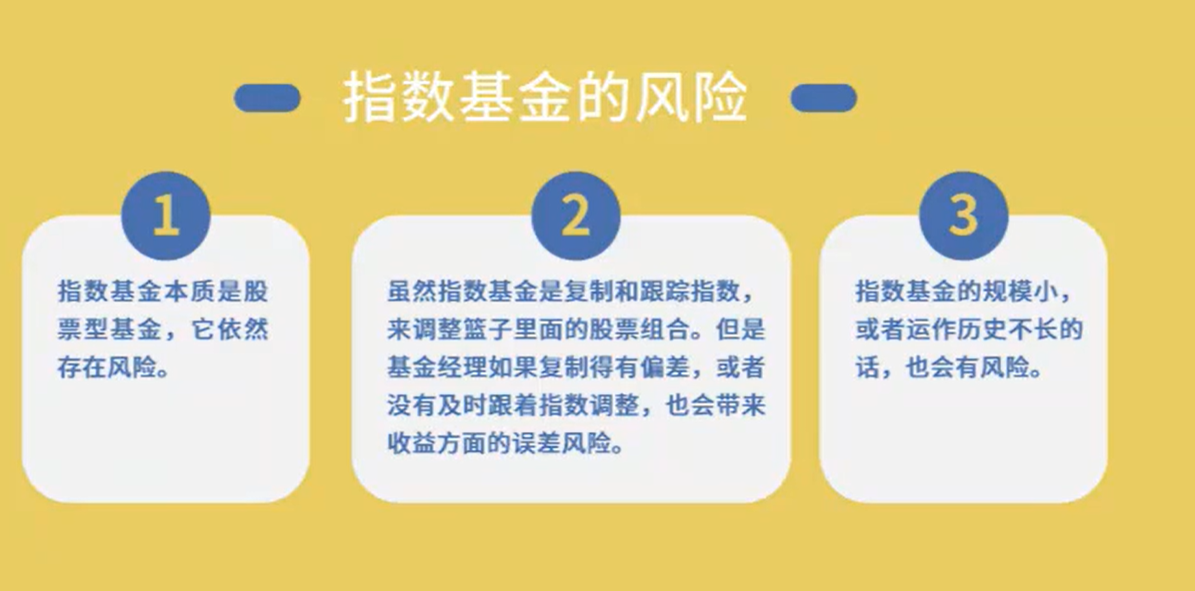 指数基金的风险
1
指数基金本质是股
票型基金，它依然
存在风险。
2
虽然指数基金是复制和跟踪指数，
来调整篮子里面的股票组合。但是
基金经理如果复制得有偏差，或者
没有及时跟着指数调整，也会带来
收益方面的误差风险。
3
指数基金的规模小，
或者运作历史不长的
话，也会有风险。